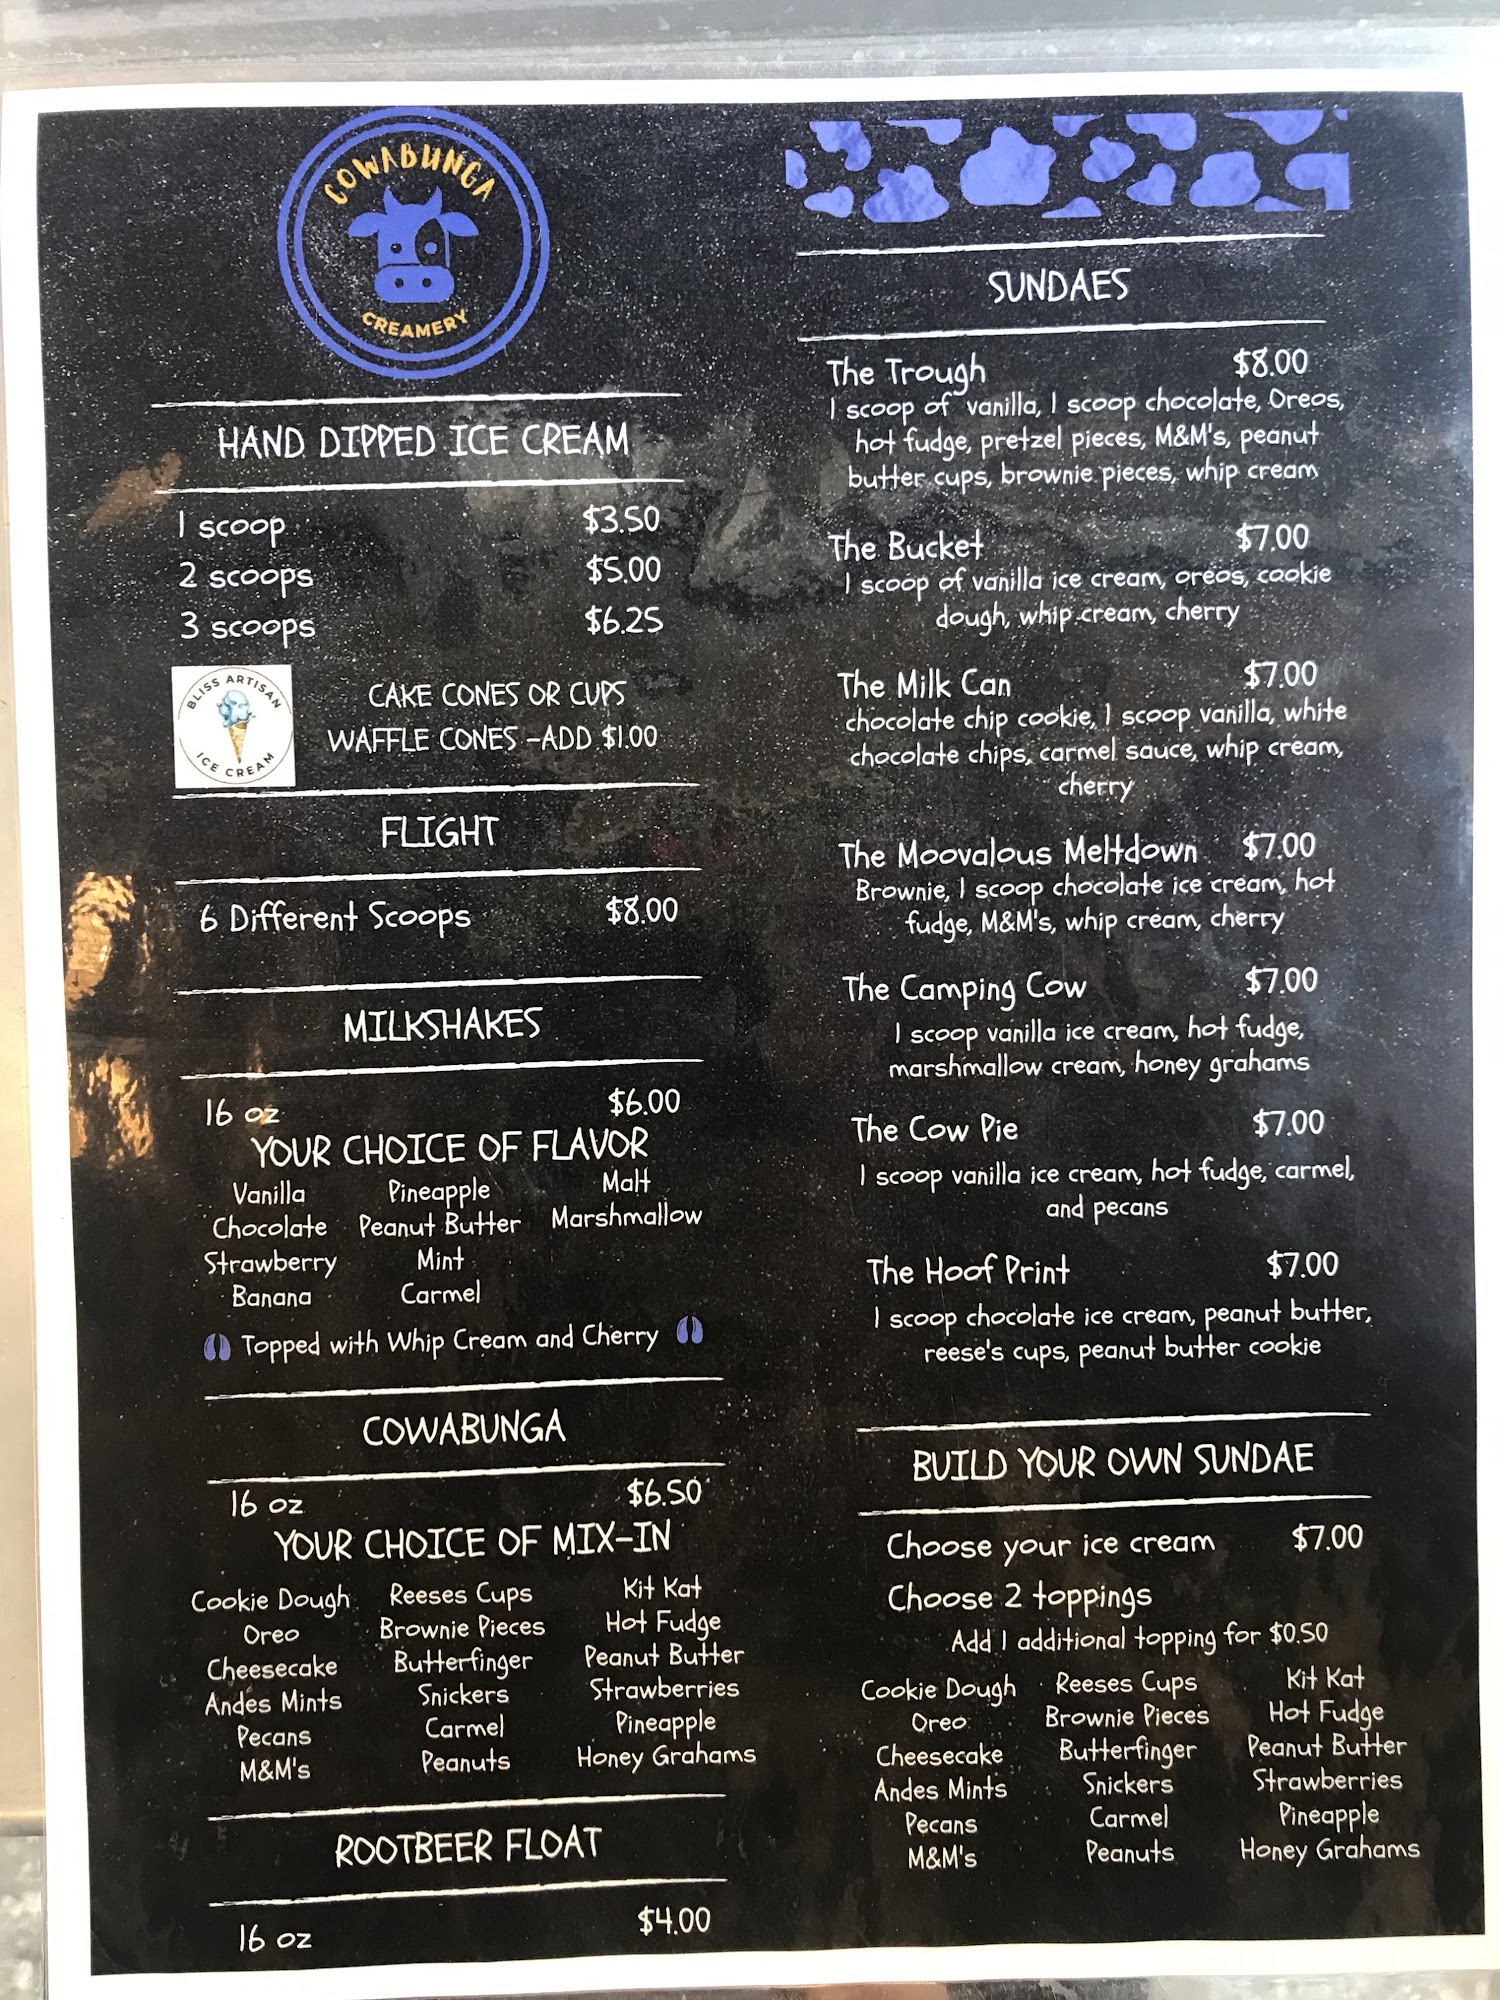 COWABUNGA
CREAMERY
HAND DIPPED ICE CREAM
1 scoop $3.50
2 scoops $5.00
3 scoops $6.25
BLISS ARTISAN
ICE CREAM
CAKE CONES OR CUPS
WAFFLE CONES -ADD $1.00
FLIGHT
6 Different Scoops $8.00
MILKSHAKES
16 oz $6.00
YOUR CHOICE OF FLAVOR
Vanilla Pineapple Malt
Chocolate Peanut Butter Marshmallow
Strawberry Mint
Banana Carmel
Topped with Whip Cream and Cherry
COWABUNGA
16 oz $6.50
YOUR CHOICE OF MIX-IN
Cookie Dough Reeses Cups Kit Kat
Oreo Brownie Pieces Hot Fudge
Cheesecake Butterfinger Peanut Butter
Andes Mints Snickers Strawberries
Pecans Carmel Pineapple
M&M's Peanuts Honey Grahams
ROOTBEER FLOAT
16 oz $4.00
SUNDAES
The Trough $8.00
1 scoop of vanilla, 1 scoop chocolate, Oreos,
hot fudge, pretzel pieces, M&M's, peanut
butter cups, brownie pieces, whip cream
The Bucket $7.00
1 scoop of vanilla ice cream, oreos, cookie
dough, whip cream, cherry
The Milk Can $7.00
chocolate chip cookie, 1 scoop vanilla, white
chocolate chips, carmel sauce, whip cream,
cherry
The Moovalous Meltdown $7.00
Brownie, 1 scoop chocolate ice cream, hot
fudge, M&M's, whip cream, cherry
The Camping Cow $7.00
1 scoop vanilla ice cream, hot fudge,
marshmallow cream, honey grahams
The Cow Pie $7.00
1 scoop vanilla ice cream, hot fudge, carmel,
and pecans
The Hoof Print $7.00
1 scoop chocolate ice cream, peanut butter,
reese's cups, peanut butter cookie
BUILD YOUR OWN SUNDAE
Choose your ice cream $7.00
Choose 2 toppings
Add 1 additional topping for $0.50
Cookie Dough Reeses Cups Kit Kat
Oreo Brownie Pieces Hot Fudge
Cheesecake Butterfinger Peanut Butter
Andes Mints Snickers Strawberries
Pecans Carmel Pineapple
M&M's Peanuts Honey Grahams